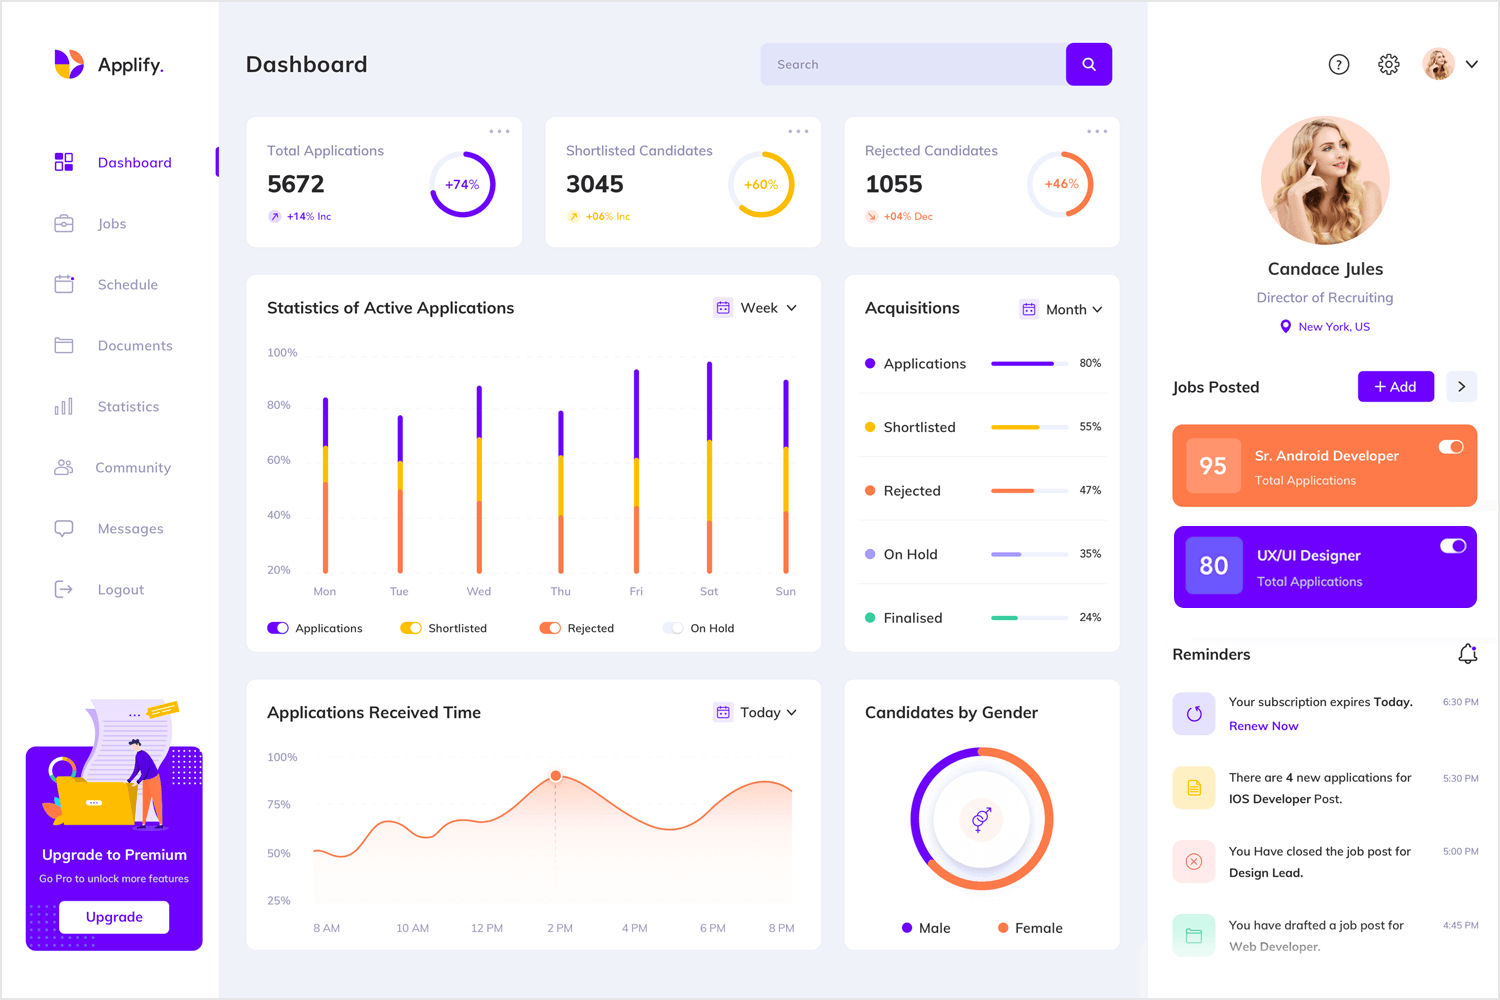 Applify.
Dashboard
Jobs
Schedule
Documents
Statistics
Community
Messages
Logout
Upgrade to Premium
Go Pro to unlock more features
Upgrade
Dashboard
Search
Total Applications
5672
+14% Inc
+74%
Shortlisted Candidates
3045
+06% Inc
+60%
Rejected Candidates
1055
+04% Dec
+46%
Statistics of Active Applications
Week
100%
80%
60%
40%
20%
Mon Tue Wed Thu Fri Sat Sun
Applications Shortlisted Rejected On Hold
Acquisitions
Month
Applications 80%
Shortlisted 55%
Rejected 47%
On Hold 35%
Finalised 24%
Applications Received Time
Today
100%
75%
50%
25%
8 AM 10 AM 12 PM 2 PM 4 PM 6 PM 8 PM
Candidates by Gender
Male Female
?
Candace Jules
Director of Recruiting
New York, US
Jobs Posted
+ Add
95
Sr. Android Developer
Total Applications
80
UX/UI Designer
Total Applications
Reminders
Your subscription expires Today. 6:30 PM
Renew Now
There are 4 new applications for 5:30 PM
IOS Developer Post.
You Have closed the job post for 5:00 PM
Design Lead.
You have drafted a job post for 4:45 PM
Web Developer.